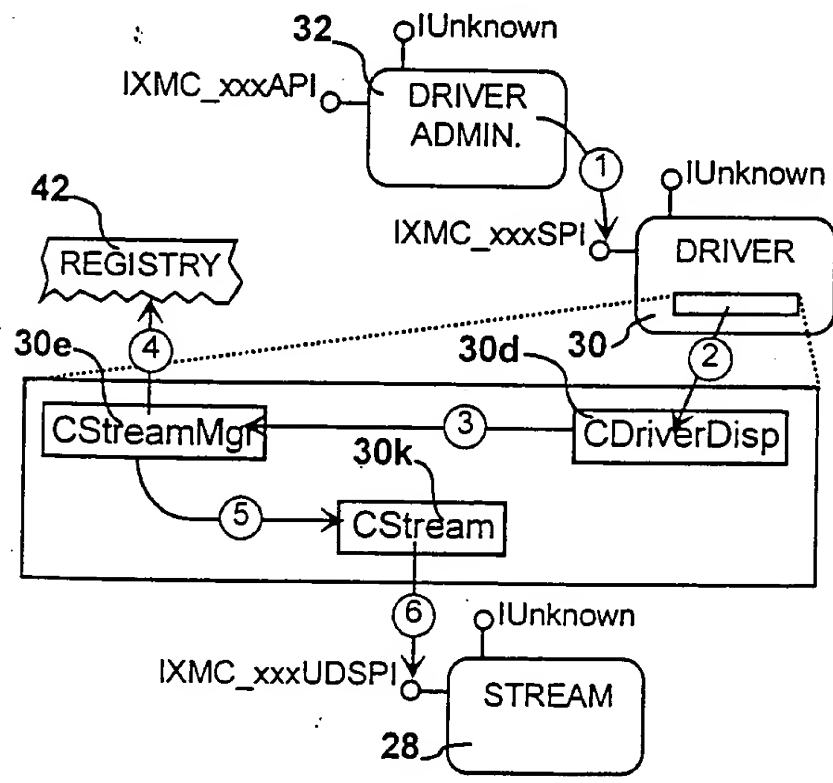 32
IUnknown
IXMC_xxxAPI
DRIVER
ADMIN.
1
IUnknown
42
IXMC_xxxSPI
REGISTRY
DRIVER
30e
4
30d
30
2
CStreamMgr
3
CDriverDisp
30k
5
CStream
6
IUnknown
IXMC_xxxUDSPI
STREAM
28